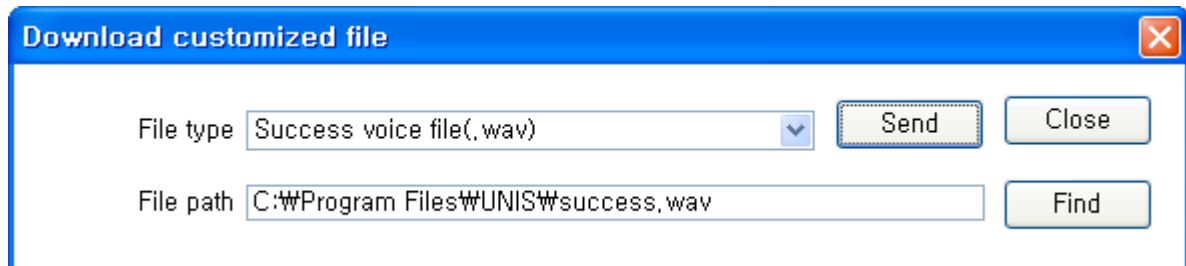 Download customized file
File type Success voice file(.wav) Send Close
File path C:₩Program Files₩UNIS₩success.wav Find